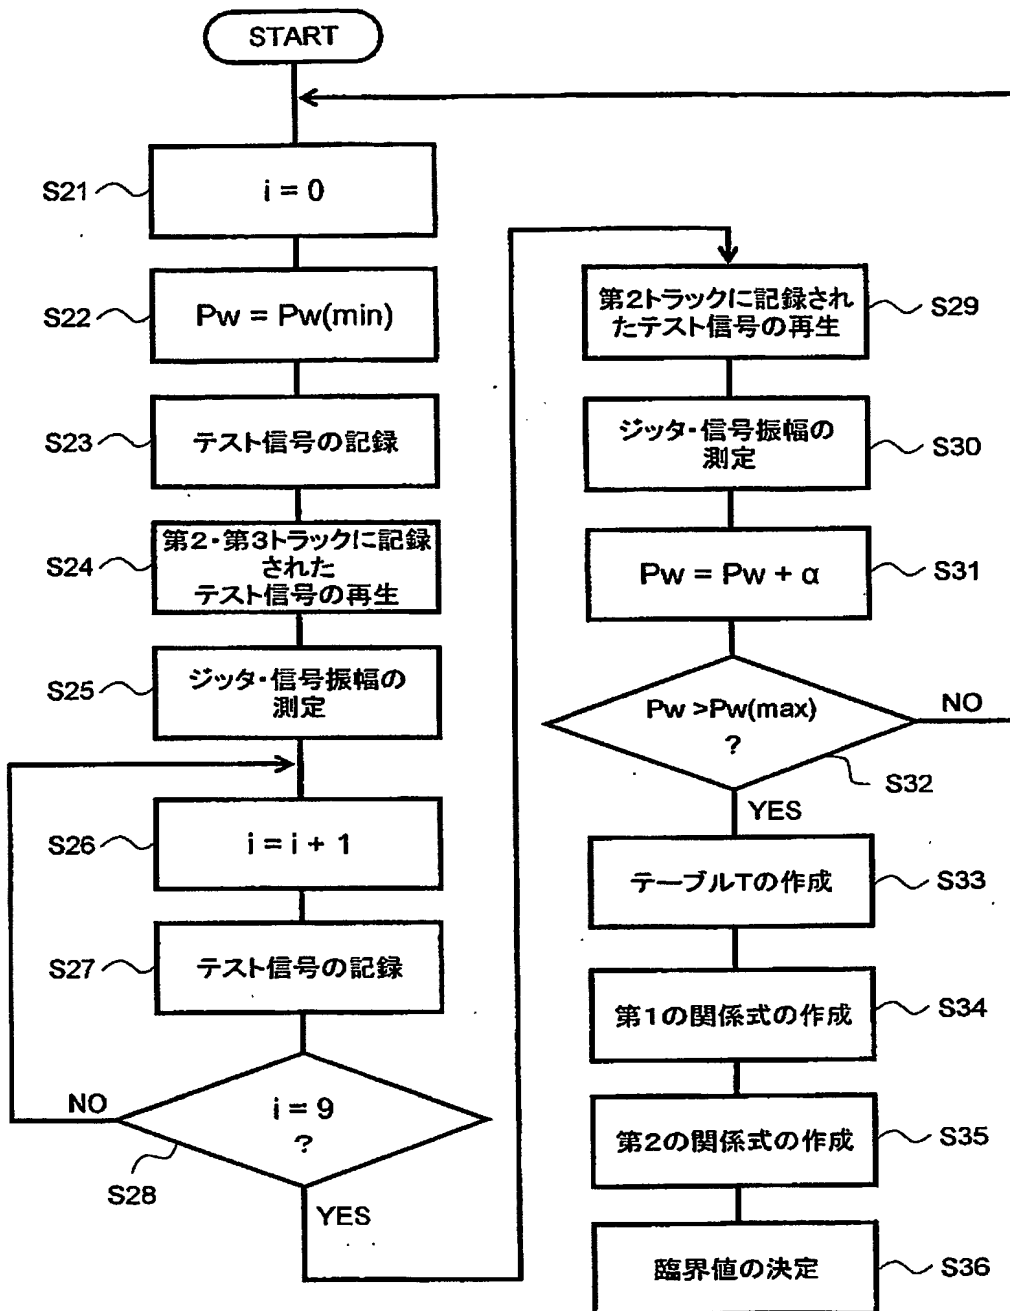 START
S21
i = 0
S22
Pw = Pw(min)
S23
テスト信号の記録
S24
第2・第3トラックに記録
された
テスト信号の再生
S25
ジッタ・信号振幅の
測定
S26
i = i + 1
S27
テスト信号の記録
i = 9
?
NO
S28
YES
第2トラックに記録され
たテスト信号の再生
S29
ジッタ・信号振幅の
測定
S30
Pw = Pw + α
S31
Pw >Pw(max)
?
NO
S32
YES
テーブルTの作成
S33
第1の関係式の作成
S34
第2の関係式の作成
S35
臨界値の決定
S36